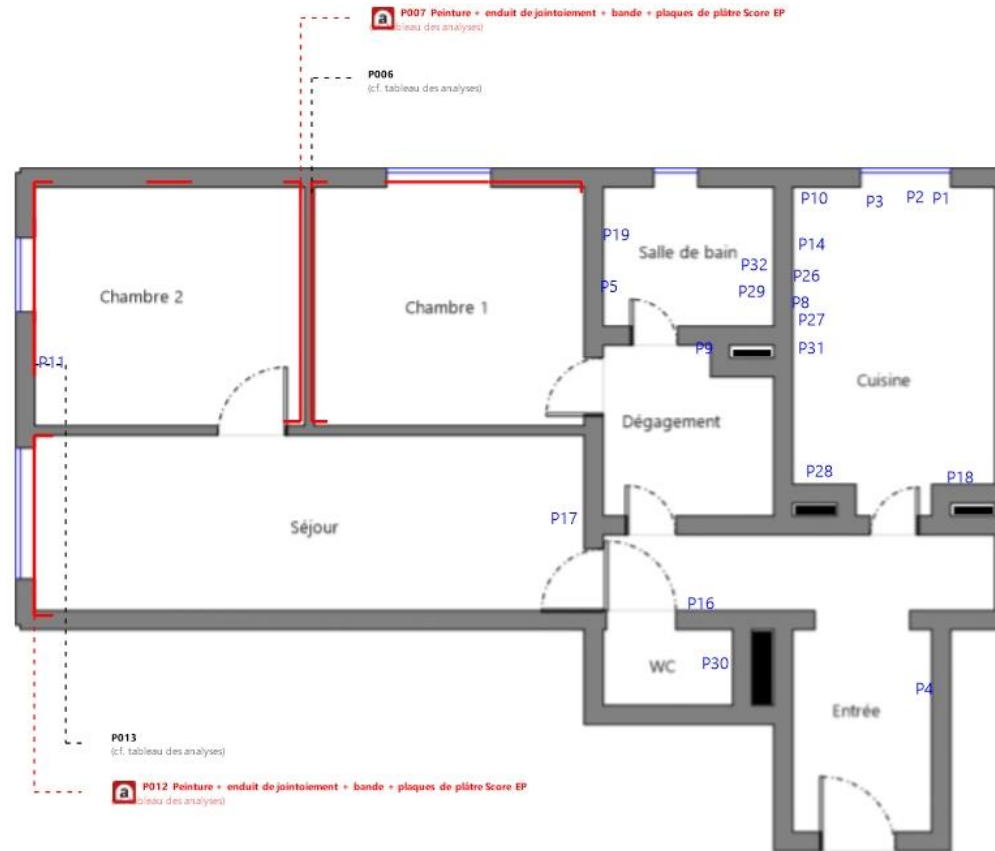 a P007 Peinture + enduit de jointoiement + bande + plaques de plâtre Score EP
bleau des analyses)
P006
(cf. tableau des analyses)
P10
P3
P2
P1
P19
Salle de bain
P14
P32
P26
Chambre 2
Chambre 1
P5
P29
P8
P27
P11
P9
P31
Cuisine
Dégagement
P28
P18
Séjour
P17
P16
WC
P30
P4
Entrée
P013
(cf. tableau des analyses)
a P012 Peinture + enduit de jointoiement + bande + plaques de plâtre Score EP
bleau des analyses)